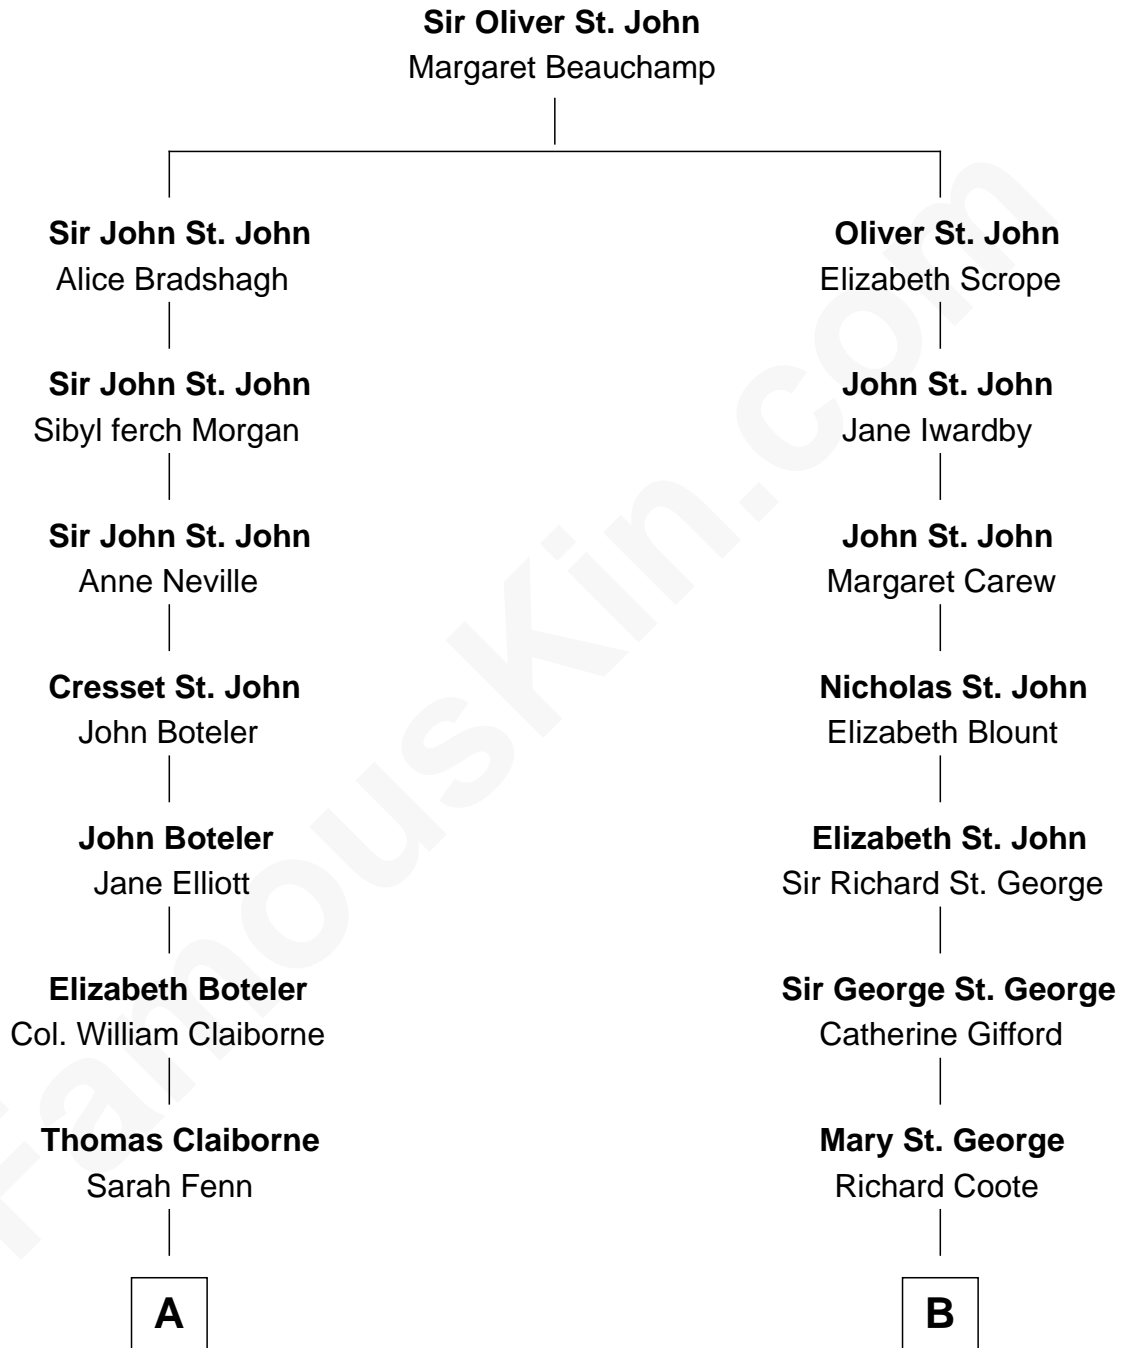 Sir Oliver St. John
Margaret Beauchamp
Sir John St. John
Alice Bradshagh
Sir John St. John
Sibyl ferch Morgan
Sir John St. John
Anne Neville
Cresset St. John
John Boteler
John Boteler
Jane Elliott
Elizabeth Boteler
Col. William Claiborne
Thomas Claiborne
Sarah Fenn
A
Oliver St. John
Elizabeth Scrope
John St. John
Jane Iwardby
John St. John
Margaret Carew
Nicholas St. John
Elizabeth Blount
Elizabeth St. John
Sir Richard St. George
Sir George St. George
Catherine Gifford
Mary St. George
Richard Coote
B
FamousKin.com